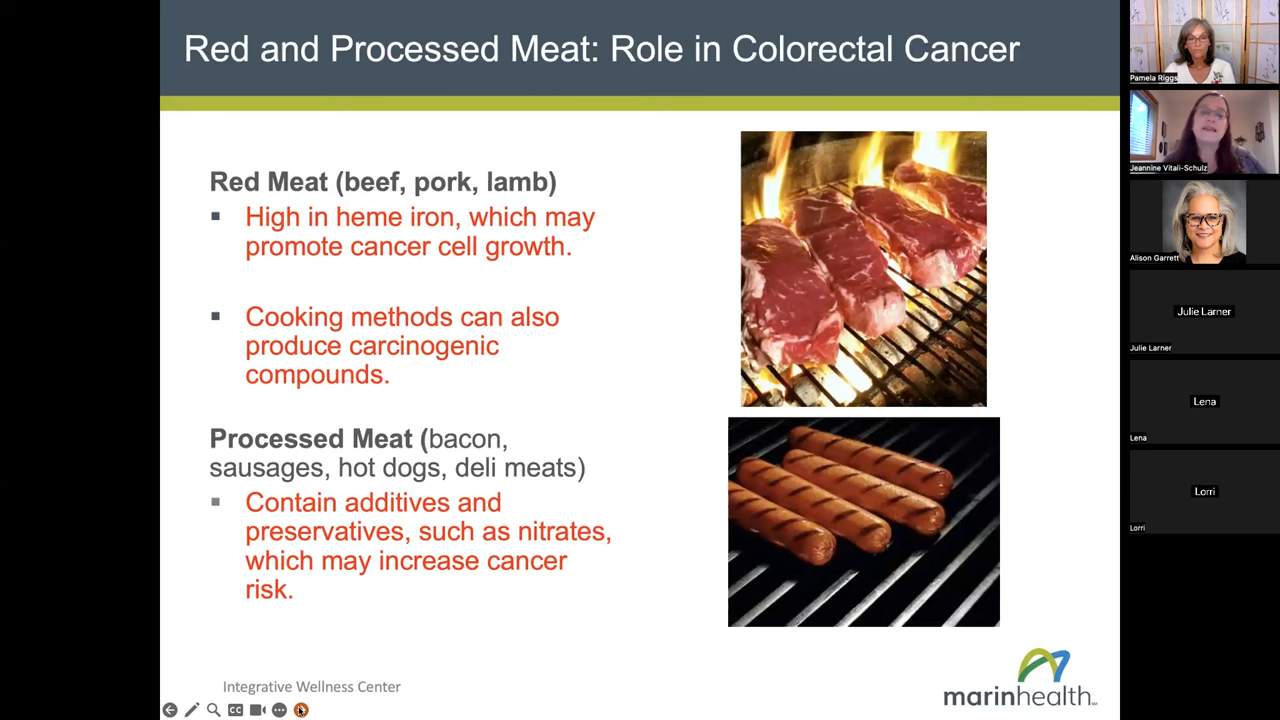 Red and Processed Meat: Role in Colorectal Cancer
Red Meat (beef, pork, lamb)
High in heme iron, which may
promote cancer cell growth.
Cooking methods can also
produce carcinogenic
compounds.
Processed Meat (bacon,
sausages, hot dogs, deli meats)
Contain additives and
preservatives, such as nitrates,
which may increase cancer
risk.
Integrative Wellness Center
marinhealth
CC
Pamela Riggs
Jeannine Vitali-Schulz
Alison Garrett
Julie Larner
Julie Larner
Lena
Lena
Lorri
Lorri